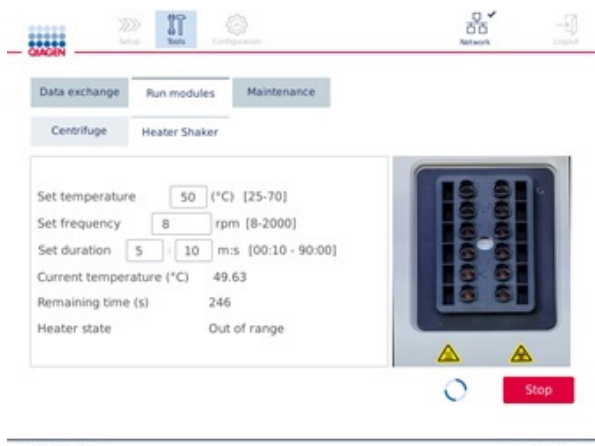 Setup
Tools
Configuration
Network
Logout
QIAGEN
Data exchange Run modules Maintenance
Centrifuge Heater Shaker
Set temperature 50 (°C) [25-70]
Set frequency 8 rpm [8-2000]
Set duration 5 : 10 m:s [00:10 - 90:00]
Current temperature (°C) 49.63
Remaining time (s) 246
Heater state Out of range
Stop